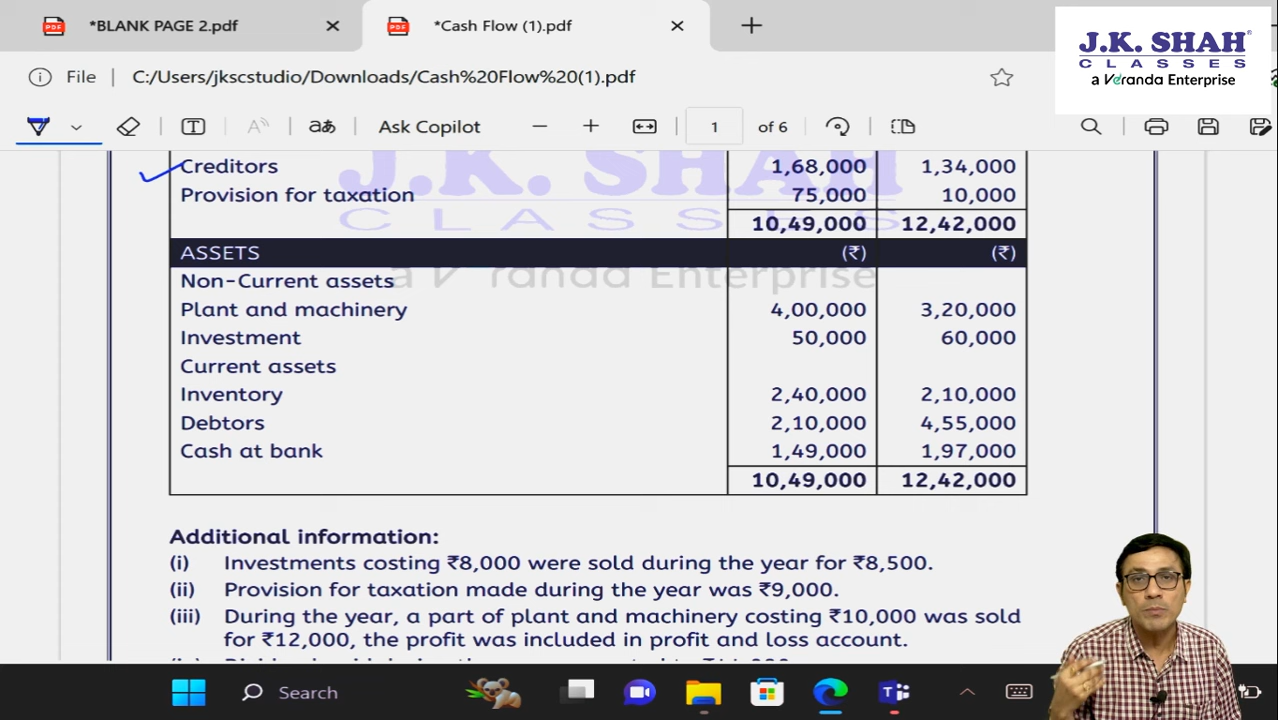 *BLANK PAGE 2.pdf
*Cash Flow (1).pdf
J.K. SHAH®
CLASSES
a Veranda Enterprise
File C:/Users/jkscstudio/Downloads/Cash%20Flow%20(1).pdf
Ask Copilot 1 of 6
J.K. SHAH
CLASSES
a Veranda Enterprise
Creditors 1,68,000 1,34,000
Provision for taxation 75,000 10,000
10,49,000 12,42,000
ASSETS (₹) (₹)
Non-Current assets
Plant and machinery 4,00,000 3,20,000
Investment 50,000 60,000
Current assets
Inventory 2,40,000 2,10,000
Debtors 2,10,000 4,55,000
Cash at bank 1,49,000 1,97,000
10,49,000 12,42,000
Additional information:
(i) Investments costing ₹8,000 were sold during the year for ₹8,500.
(ii) Provision for taxation made during the year was ₹9,000.
(iii) During the year, a part of plant and machinery costing ₹10,000 was sold
for ₹12,000, the profit was included in profit and loss account.
Search